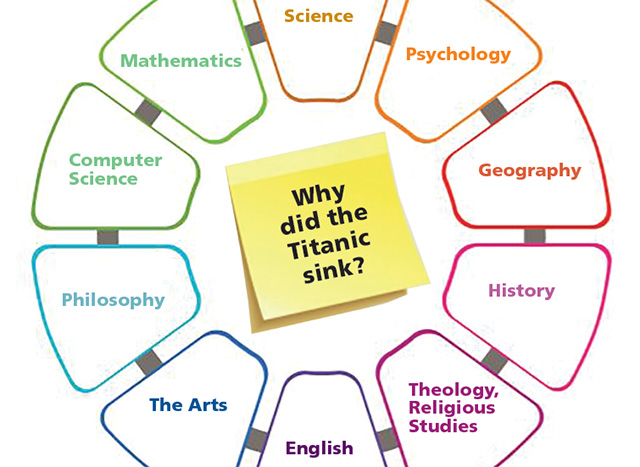 Science
Mathematics
Psychology
Computer
Science
Geography
Why
did the
Titanic
sink?
Philosophy
History
The Arts
Theology,
Religious
Studies
English